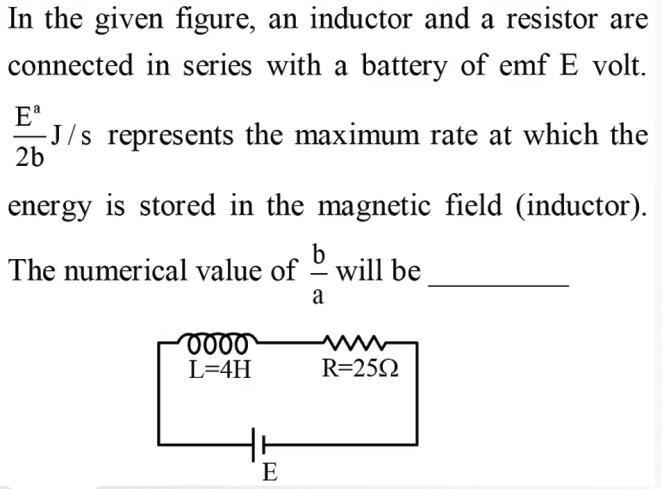 In the given figure, an inductor and a resistor are
connected in series with a battery of emf E volt.
E^a/2b J/s represents the maximum rate at which the
energy is stored in the magnetic field (inductor).
The numerical value of b/a will be ________
L=4H R=25Ω
E